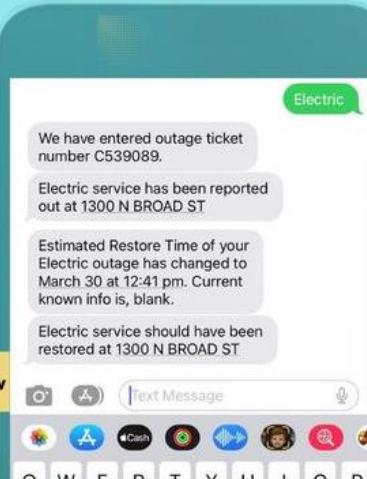 Electric
We have entered outage ticket
number C539089.
Electric service has been reported
out at 1300 N BROAD ST
Estimated Restore Time of your
Electric outage has changed to
March 30 at 12:41 pm. Current
known info is, blank.
Electric service should have been
restored at 1300 N BROAD ST
Text Message
Cash